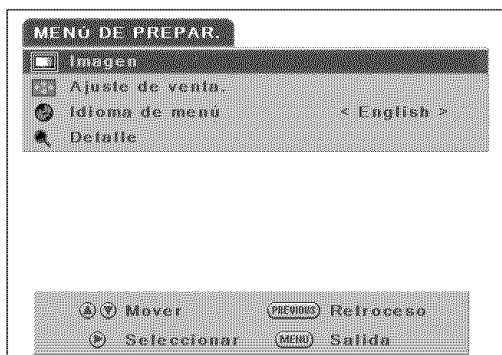 MENÚ DE PREPAR.
Imagen
Ajuste de venta.
Idioma de menú < English >
Detalle
Mover PREVIOUS Retroceso
Seleccionar MENU Salida